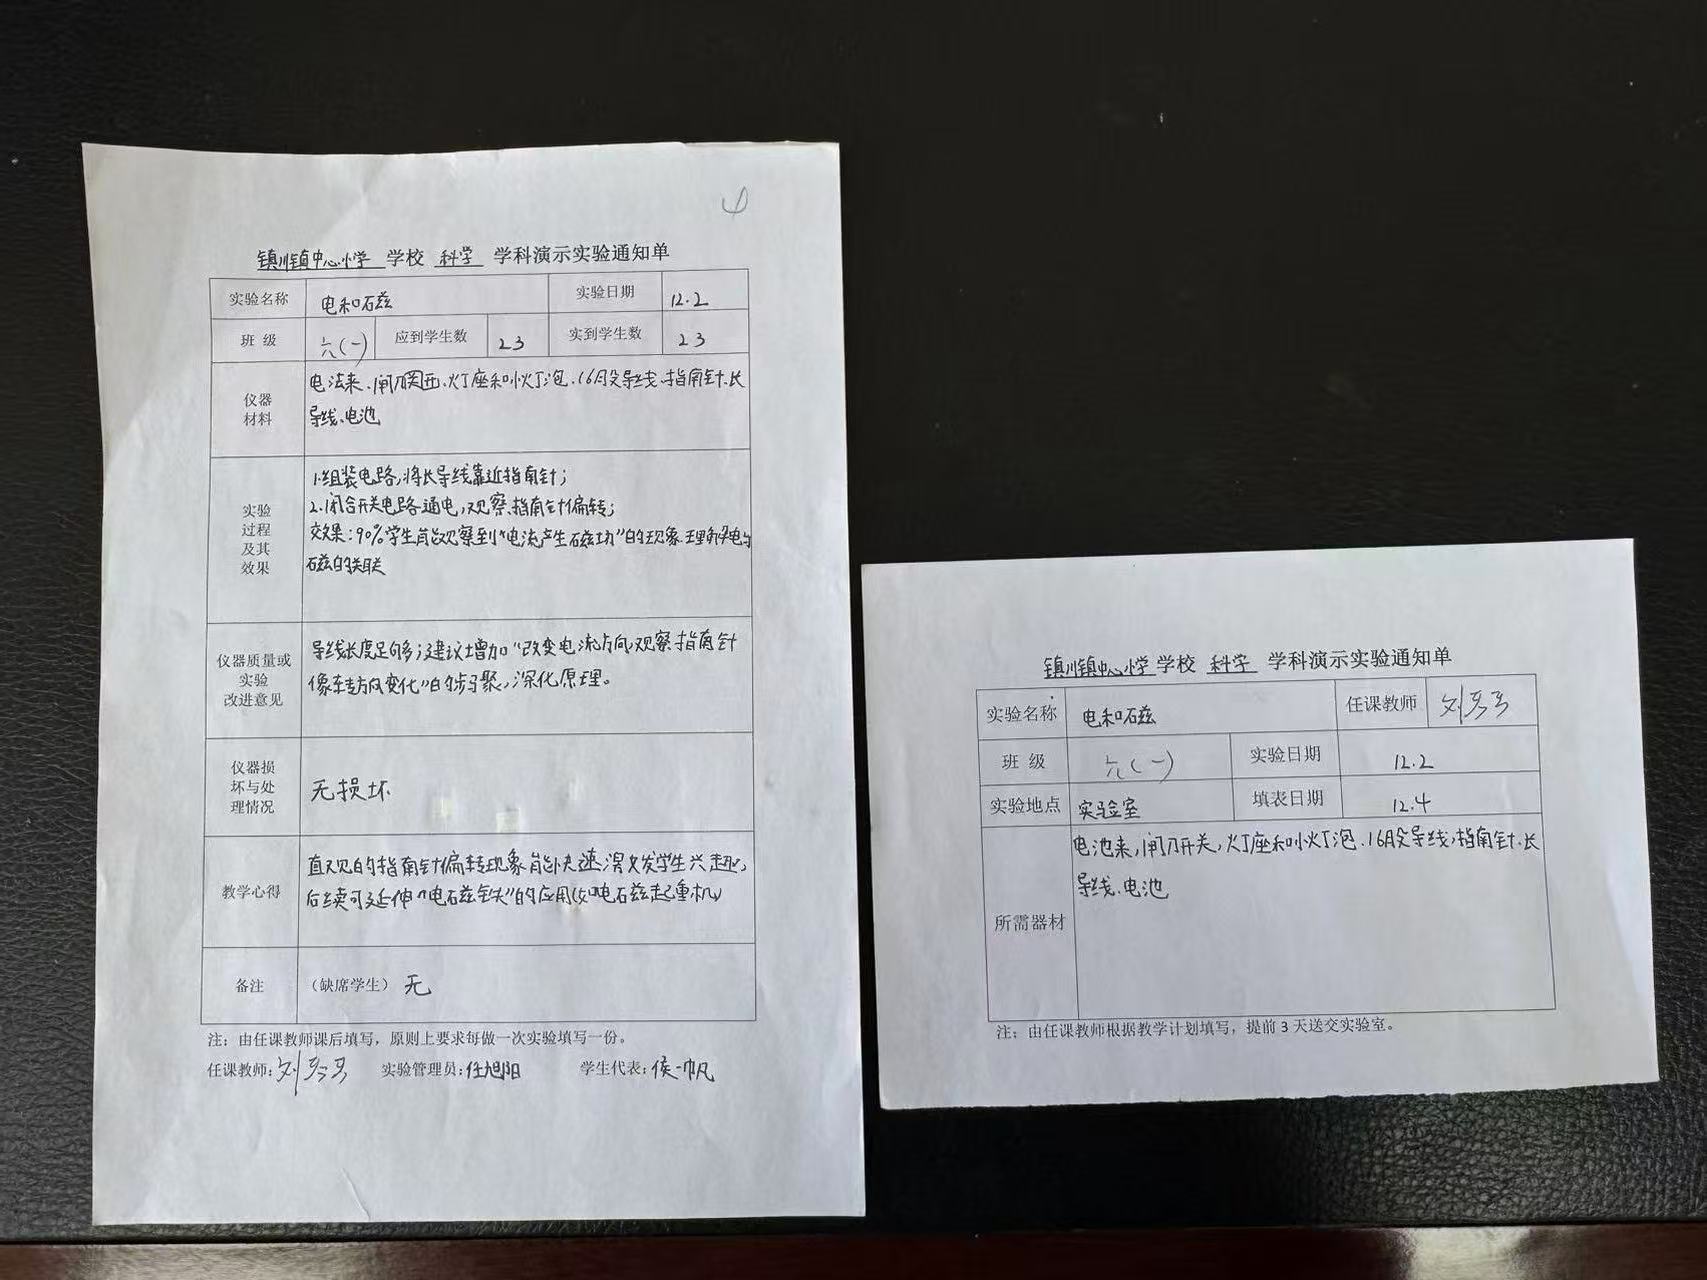 4
镇川镇中心小学 学校 科学 学科演示实验通知单
实验名称 电和磁 实验日期 12.2
班 级 六(一) 应到学生数 23 实到学生数 23
仪器
材料
电法来、闸刀关西、灯座和小灯泡、16月殳导线、指南针、长
导线、电池
实验
过程
及其
效果
1.组装电路,将长导线靠近指南针;
2.闭合开关电路通电,观察指南针偏转;
效果:90%学生能观察到“电流产生磁场”的现象.理解电与
磁的关联
仪器质量或
实验
改进意见
导线长度足够;建议增加“改变电流方向,观察指南针
偏转方向变化”的步骤,深化原理。
仪器损
坏与处
理情况
无损坏
教学心得
直观的指南针偏转现象能快速激发学生兴趣,
后续可延伸“电磁铁”的应用(如电磁起重机)
备注 (缺席学生) 无
注:由任课教师课后填写,原则上要求每做一次实验填写一份。
任课教师: 刘 实验管理员:任旭阳 学生代表:侯一帆
镇川镇中心小学 学校 科学 学科演示实验通知单
实验名称 电和磁 任课教师 刘
班 级 六(一) 实验日期 12.2
实验地点 实验室 填表日期 12.4
所需器材
电池来,闸刀开关,灯座和小灯泡、16月殳导线,指南针、长
导线、电池
注:由任课教师根据教学计划填写,提前 3 天送交实验室。